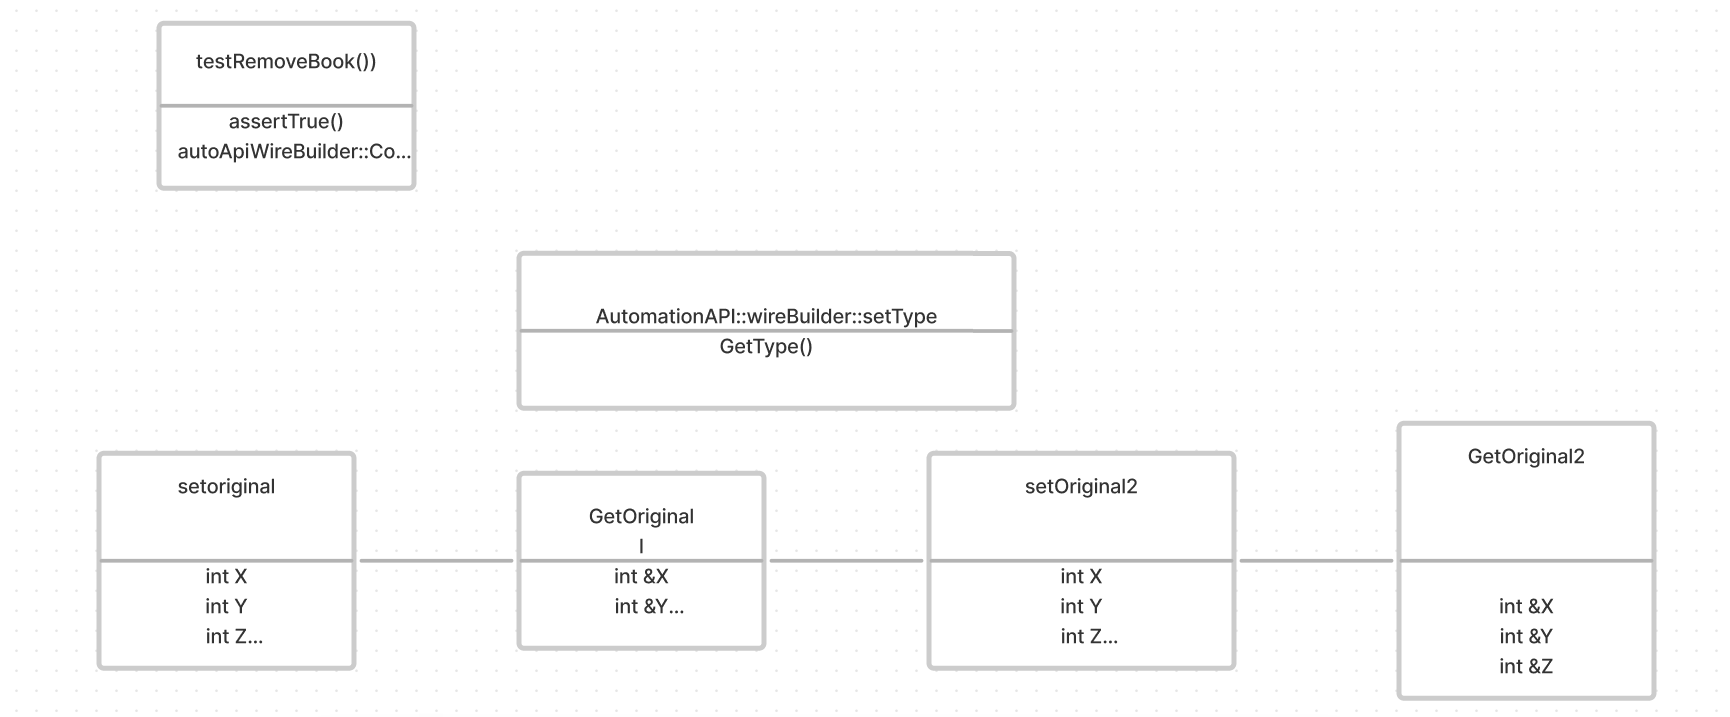 testRemoveBook())
assertTrue()
autoApiWireBuilder::Co...
AutomationAPI::wireBuilder::setType
GetType()
setoriginal
int X
int Y
int Z...
GetOriginal
I
int &X
int &Y...
setOriginal2
int X
int Y
int Z...
GetOriginal2
int &X
int &Y
int &Z